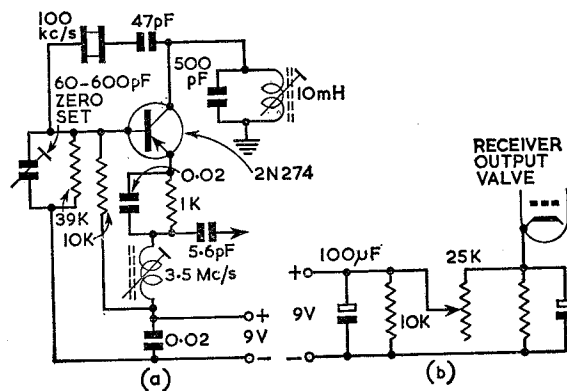 100
kc/s
47pF
60-600pF
ZERO
SET
500
pF
10mH
2N274
0.02
1K
39K
10K
5.6pF
3.5 Mc/s
0.02
+
9V
-
(a)
RECEIVER
OUTPUT
VALVE
100µF
25K
+
9V
10K
-
(b)